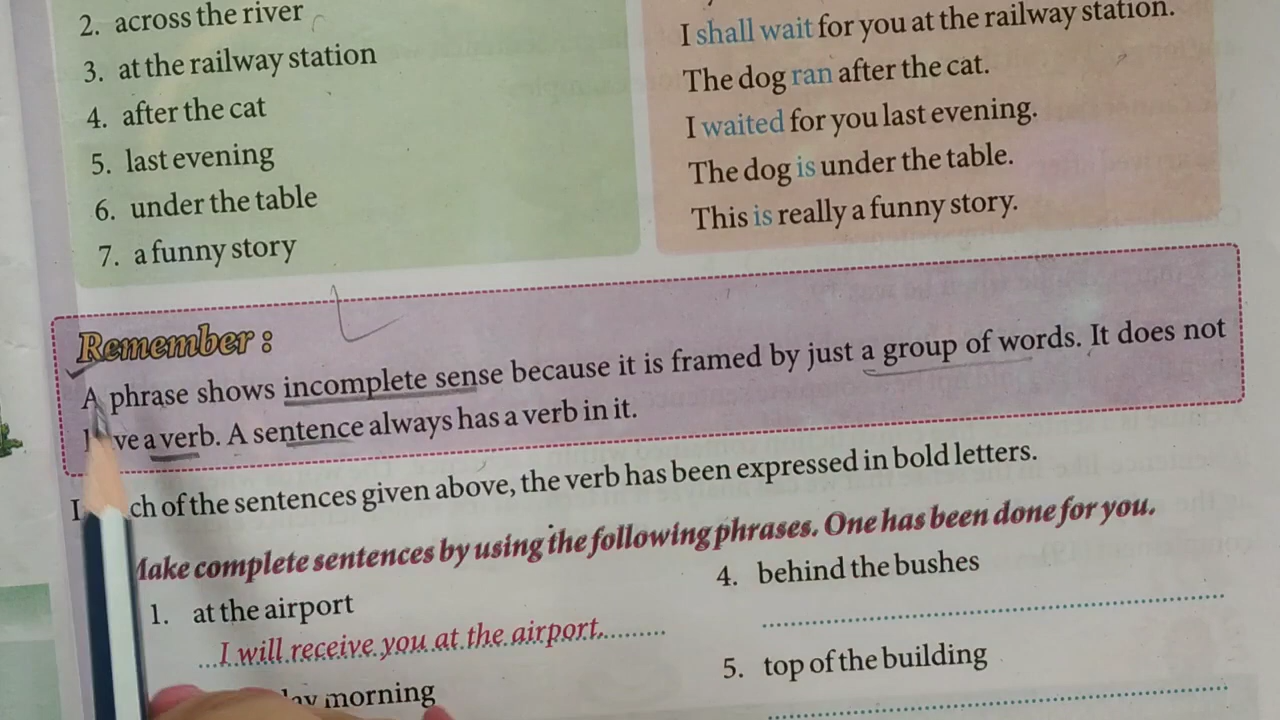 2. across the river
3. at the railway station
4. after the cat
5. last evening
6. under the table
7. a funny story
I shall wait for you at the railway station.
The dog ran after the cat.
I waited for you last evening.
The dog is under the table.
This is really a funny story.
Remember :
A phrase shows incomplete sense because it is framed by just a group of words. It does not
ve a verb. A sentence always has a verb in it.
ch of the sentences given above, the verb has been expressed in bold letters.
Make complete sentences by using the following phrases. One has been done for you.
1. at the airport
I will receive you at the airport.
morning
4. behind the bushes
5. top of the building